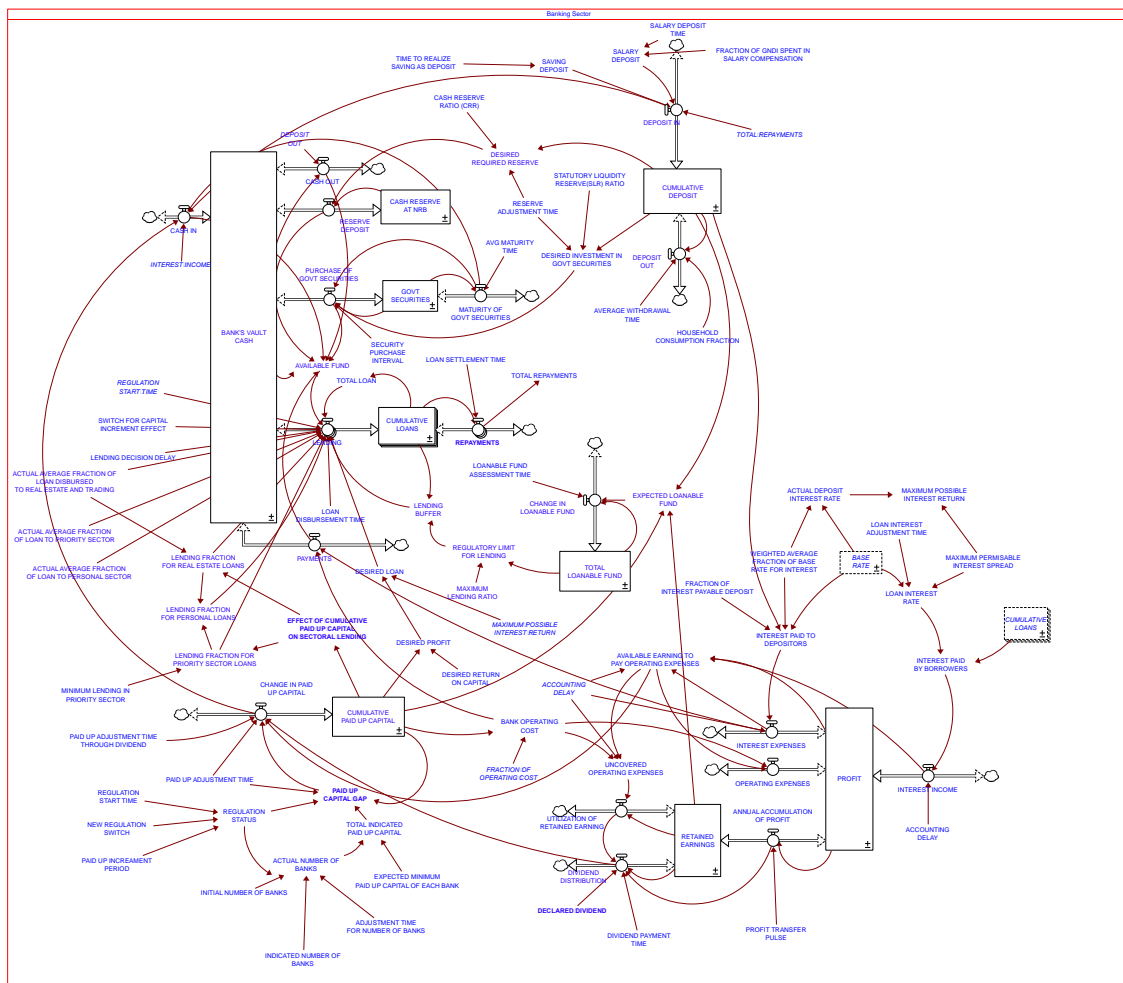 Banking Sector
SALARY DEPOSIT
TIME
SALARY
DEPOSIT
FRACTION OF GNDI SPENT IN
SALARY COMPENSATION
TIME TO REALIZE
SAVING AS DEPOSIT
SAVING
DEPOSIT
CASH RESERVE
RATIO (CRR)
DEPOSIT IN
TOTAL REPAYMENTS
DEPOSIT
OUT
DESIRED
REQUIRED RESERVE
CASH OUT
STATUTORY LIQUIDITY
RESERVE(SLR) RATIO
CUMULATIVE
DEPOSIT
CASH RESERVE
AT NRB
RESERVE
ADJUSTMENT TIME
RESERVE
DEPOSIT
CASH IN
INTEREST INCOME
AVG MATURITY
TIME
DESIRED INVESTMENT IN
GOVT SECURITIES
DEPOSIT
OUT
PURCHASE OF
GOVT SECURITIES
GOVT
SECURITIES
MATURITY OF
GOVT SECURITIES
AVERAGE WITHDRAWAL
TIME
HOUSEHOLD
CONSUMPTION FRACTION
BANK'S VAULT
CASH
SECURITY
PURCHASE
INTERVAL
AVAILABLE FUND
LOAN SETTLEMENT TIME
TOTAL LOAN
TOTAL REPAYMENTS
REGULATION
START TIME
SWITCH FOR CAPITAL
INCREMENT EFFECT
CUMULATIVE
LOANS
LENDING
REPAYMENTS
LENDING DECISION DELAY
ACTUAL AVERAGE FRACTION OF
LOAN DISBURSED
TO REAL ESTATE AND TRADING
LOANABLE FUND
ASSESSMENT TIME
CHANGE IN
LOANABLE FUND
EXPECTED LOANABLE
FUND
ACTUAL DEPOSIT
INTEREST RATE
MAXIMUM POSSIBLE
INTEREST RETURN
LENDING
BUFFER
LOAN
DISBURSEMENT TIME
ACTUAL AVERAGE FRACTION
OF LOAN TO PRIORITY SECTOR
LOAN INTEREST
ADJUSTMENT TIME
REGULATORY LIMIT
FOR LENDING
PAYMENTS
LENDING FRACTION
FOR REAL ESTATE LOANS
ACTUAL AVERAGE FRACTION
OF LOAN TO PERSONAL SECTOR
DESIRED LOAN
TOTAL
LOANABLE FUND
WEIGHTED AVERAGE
FRACTION OF BASE
RATE FOR INTEREST
BASE
RATE
MAXIMUM PERMISABLE
INTEREST SPREAD
MAXIMUM
LENDING RATIO
FRACTION OF
INTEREST PAYABLE DEPOSIT
LOAN INTEREST
RATE
LENDING FRACTION
FOR PERSONAL LOANS
EFFECT OF CUMULATIVE
PAID UP CAPITAL
ON SECTORAL LENDING
MAXIMUM POSSIBLE
INTEREST RETURN
CUMULATIVE
LOANS
DESIRED PROFIT
INTEREST PAID TO
DEPOSITORS
LENDING FRACTION FOR
PRIORITY SECTOR LOANS
AVAILABLE EARNING TO
PAY OPERATING EXPENSES
INTEREST PAID
BY BORROWERS
DESIRED RETURN
ON CAPITAL
MINIMUM LENDING IN
PRIORITY SECTOR
CHANGE IN PAID
UP CAPITAL
ACCOUNTING
DELAY
CUMULATIVE
PAID UP CAPITAL
BANK OPERATING
COST
PAID UP ADJUSTMENT TIME
THROUGH DIVIDEND
INTEREST EXPENSES
FRACTION OF
OPERATING COST
UNCOVERED
OPERATING EXPENSES
OPERATING EXPENSES
PROFIT
PAID UP ADJUSTMENT TIME
INTEREST INCOME
REGULATION
START TIME
PAID UP
CAPITAL GAP
REGULATION
STATUS
NEW REGULATION
SWITCH
TOTAL INDICATED
PAID UP CAPITAL
UTILIZATION OF
RETAINED EARNING
RETAINED
EARNINGS
ANNUAL ACCUMULATION
OF PROFIT
ACCOUNTING
DELAY
PAID UP INCREAMENT
PERIOD
ACTUAL NUMBER OF
BANKS
EXPECTED MINIMUM
PAID UP CAPITAL OF EACH BANK
DIVIDEND
DISTRIBUTION
INITIAL NUMBER OF BANKS
DECLARED DIVIDEND
ADJUSTMENT TIME
FOR NUMBER OF BANKS
DIVIDEND PAYMENT
TIME
PROFIT TRANSFER
PULSE
INDICATED NUMBER OF
BANKS